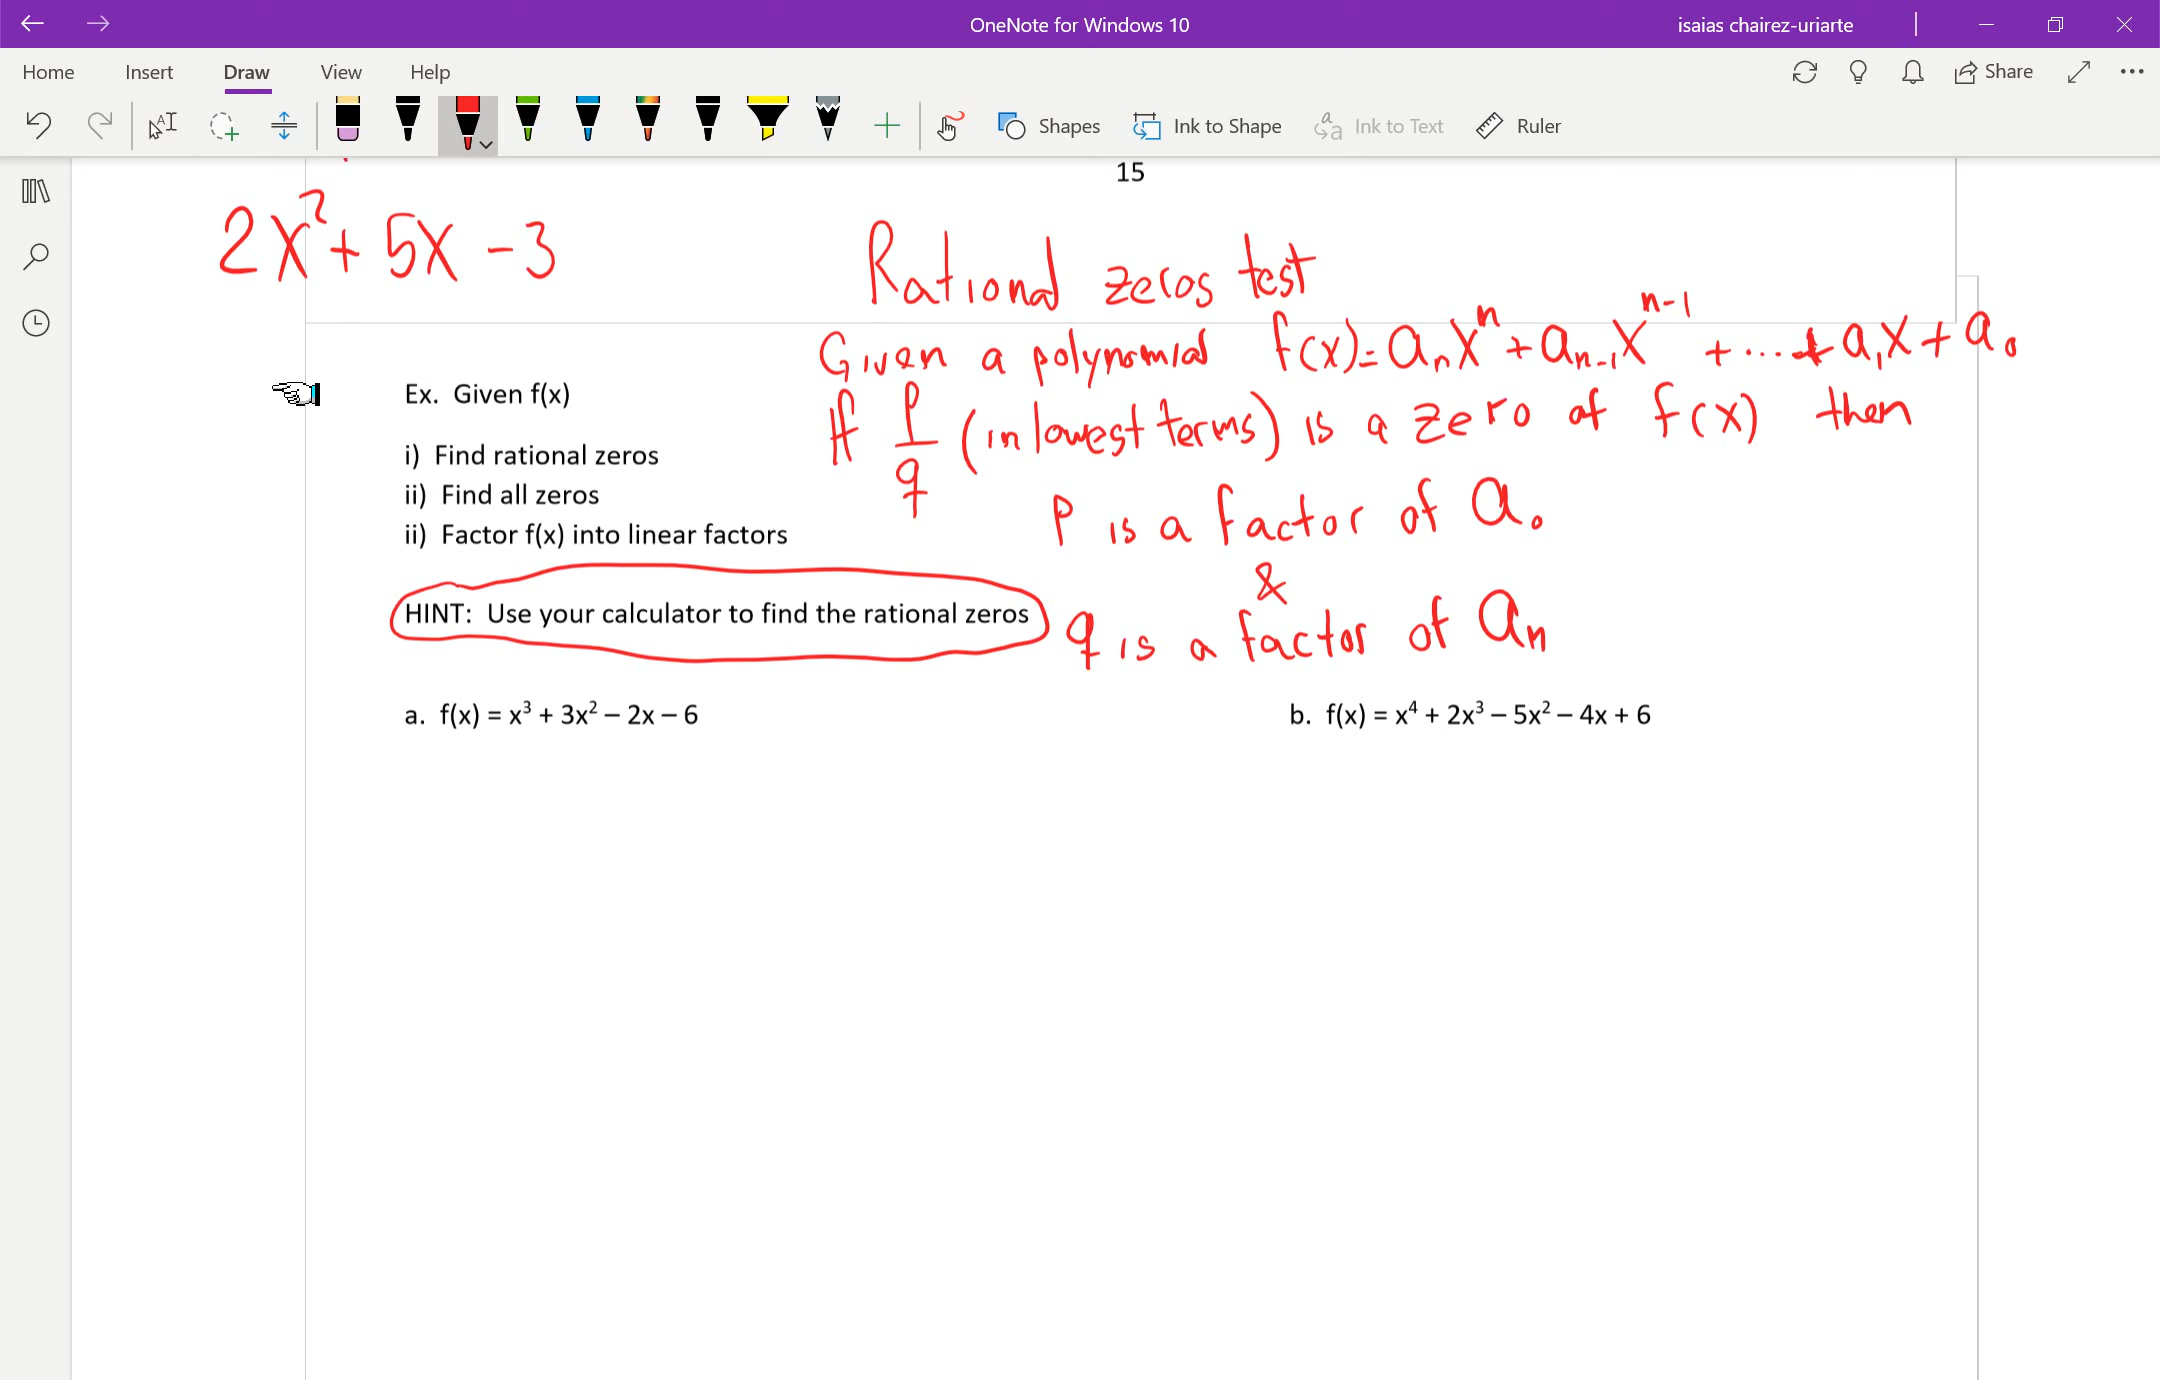 OneNote for Windows 10
isaias chairez-uriarte
Home Insert Draw View Help
Share
Shapes Ink to Shape Ink to Text Ruler
15
2x² + 5x - 3
Rational zeros test
Given a polynomial f(x) = aₙxⁿ + aₙ₋₁xⁿ⁻¹ + ... + a₁x + a₀
If p/q (in lowest terms) is a zero of f(x) then
p is a factor of a₀
&
q is a factor of aₙ
Ex. Given f(x)
i) Find rational zeros
ii) Find all zeros
ii) Factor f(x) into linear factors
HINT: Use your calculator to find the rational zeros
a. f(x) = x³ + 3x² – 2x – 6
b. f(x) = x⁴ + 2x³ – 5x² – 4x + 6